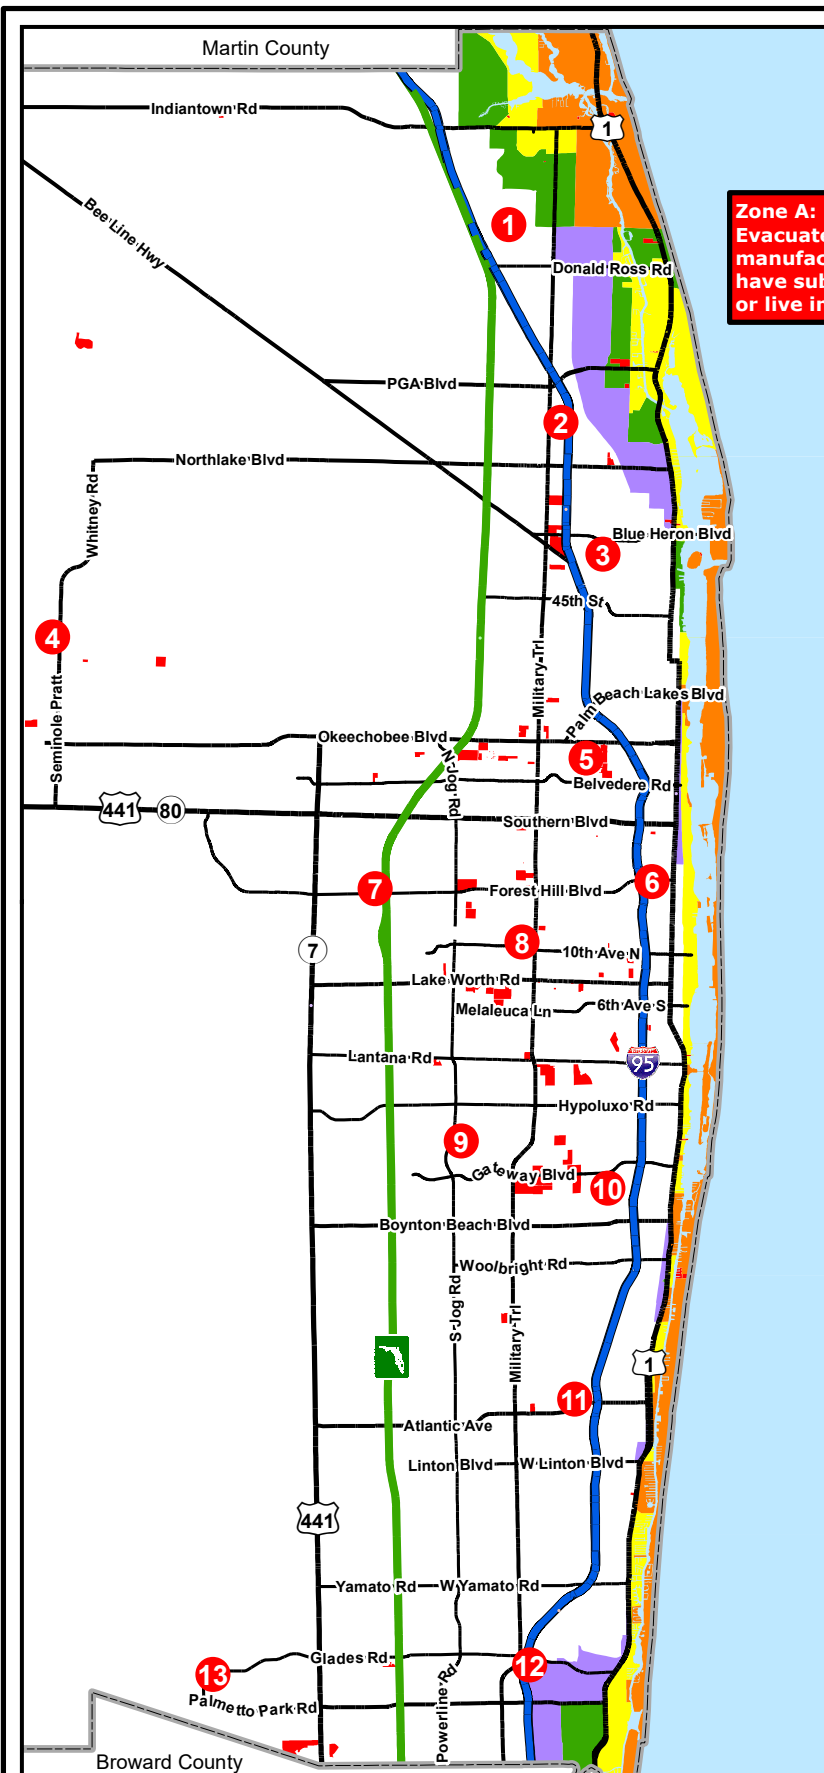 Martin County
Indiantown Rd
1
Bee Line Hwy
1
Zone A:
Evacuate
manufac
have sub
or live in
Donald Ross Rd
PGA Blvd
2
Northlake Blvd
Whitney Rd
Blue Heron Blvd
3
45th St
4
Military Trl
Seminole Pratt
Palm Beach Lakes Blvd
Okeechobee Blvd
N Jog Rd
5
Belvedere Rd
441
80
Southern Blvd
7
Forest Hill Blvd
6
7
8
10th Ave N
Lake Worth Rd
Melaleuca Ln
6th Ave S
Lantana Rd
95
Hypoluxo Rd
9
Gateway Blvd
10
Boynton Beach Blvd
Woolbright Rd
S Jog Rd
Military Trl
1
11
Atlantic Ave
Linton Blvd
W Linton Blvd
441
Yamato Rd
W Yamato Rd
Glades Rd
12
13
Palmetto Park Rd
Powerline Rd
Broward County